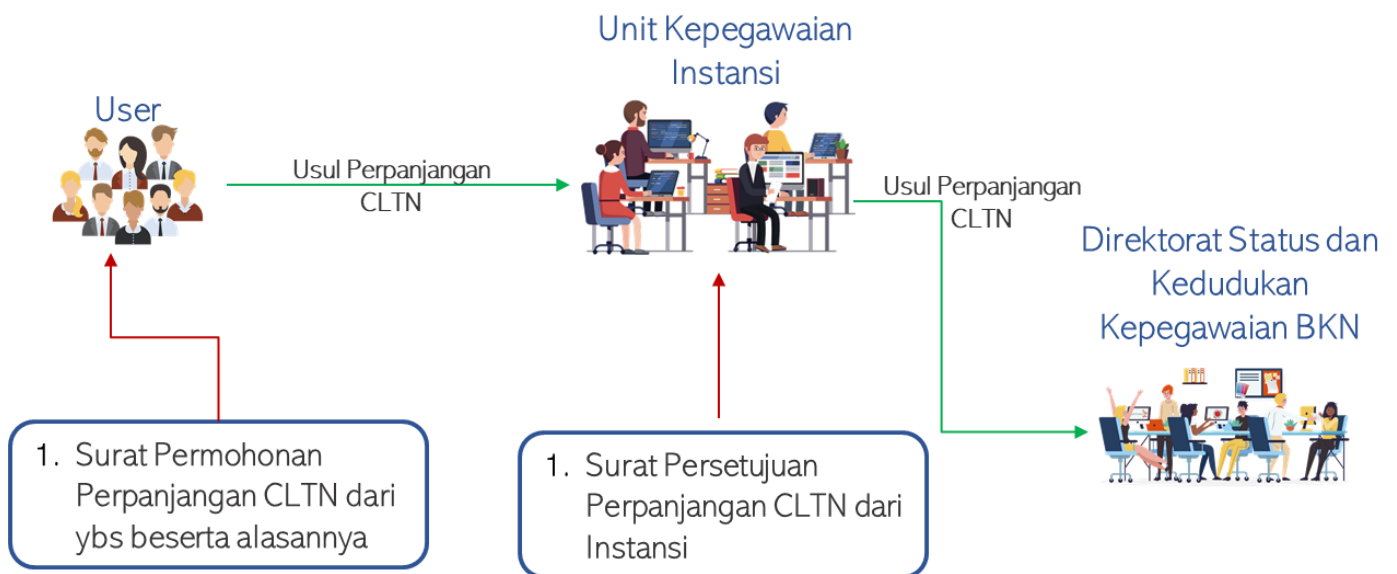 Unit Kepegawaian
Instansi
User
Usul Perpanjangan
CLTN
Usul Perpanjangan
CLTN
Direktorat Status dan
Kedudukan
Kepegawaian BKN
1. Surat Permohonan
Perpanjangan CLTN dari
ybs beserta alasannya
1. Surat Persetujuan
Perpanjangan CLTN dari
Instansi